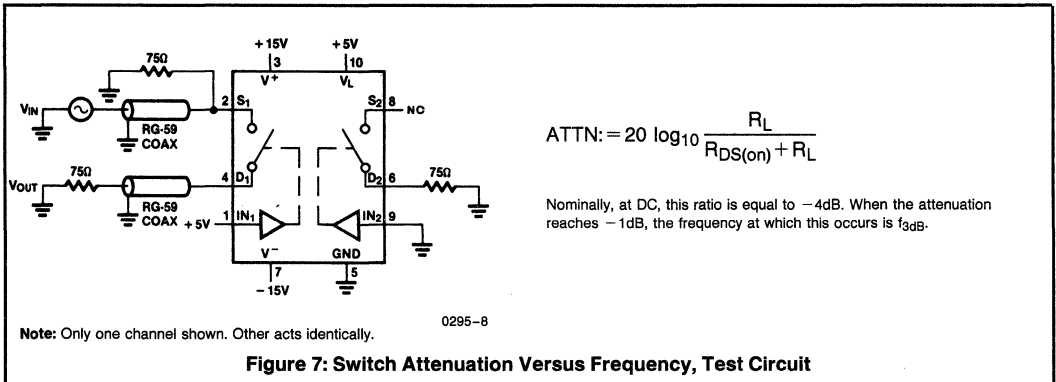 +15V
+5V
75Ω
3
10
V+
VL
VIN
2
S1
S2
8
NC
RG-59
COAX
75Ω
VOUT
4
D1
D2
6
75Ω
RG-59
COAX
+5V
1
IN1
IN2
9
V−
GND
7
5
−15V
0295–8
Note: Only one channel shown. Other acts identically.
ATTN: = 20 log10 RL / RDS(on) + RL
Nominally, at DC, this ratio is equal to −4dB. When the attenuation
reaches −1dB, the frequency at which this occurs is f3dB.
Figure 7: Switch Attenuation Versus Frequency, Test Circuit